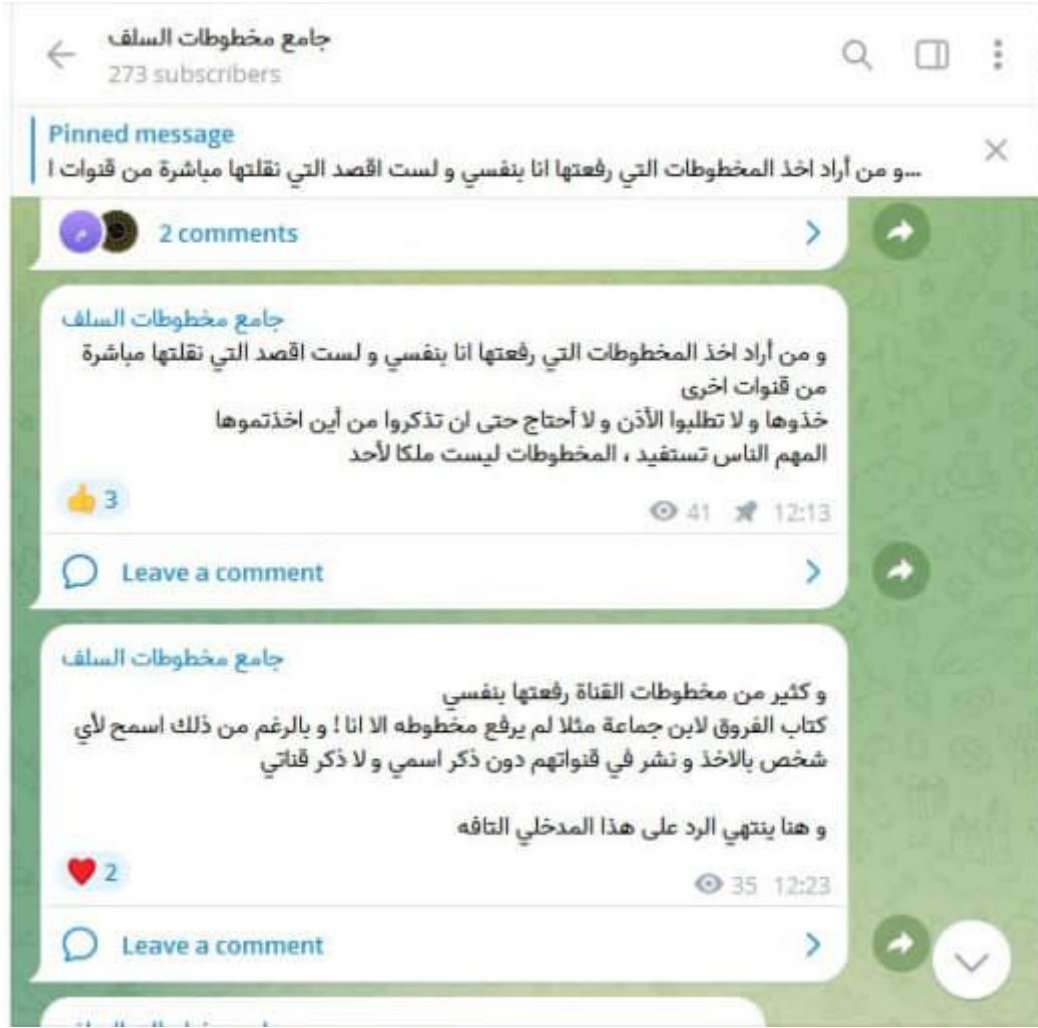 جامع مخطوطات السلف
273 subscribers
Pinned message
...و من أراد اخذ المخطوطات التي رفعتها انا بنفسي و لست اقصد التي نقلتها مباشرة من قنوات ا
م
2 comments
جامع مخطوطات السلف
و من أراد اخذ المخطوطات التي رفعتها انا بنفسي و لست اقصد التي نقلتها مباشرة
من قنوات اخرى
خذوها و لا تطلبوا الأذن و لا أحتاج حتى ان تذكروا من أين اخذتموها
المهم الناس تستفيد ، المخطوطات ليست ملكا لأحد
👍 3
41 12:13
Leave a comment
جامع مخطوطات السلف
و كثير من مخطوطات القناة رفعتها بنفسي
كتاب الفروق لابن جماعة مثلا لم يرفع مخطوطه الا انا ! و بالرغم من ذلك اسمح لأي
شخص بالاخذ و نشر في قنواتهم دون ذكر اسمي و لا ذكر قناتي
و هنا ينتهي الرد على هذا المدخلي التافه
❤️ 2
35 12:23
Leave a comment